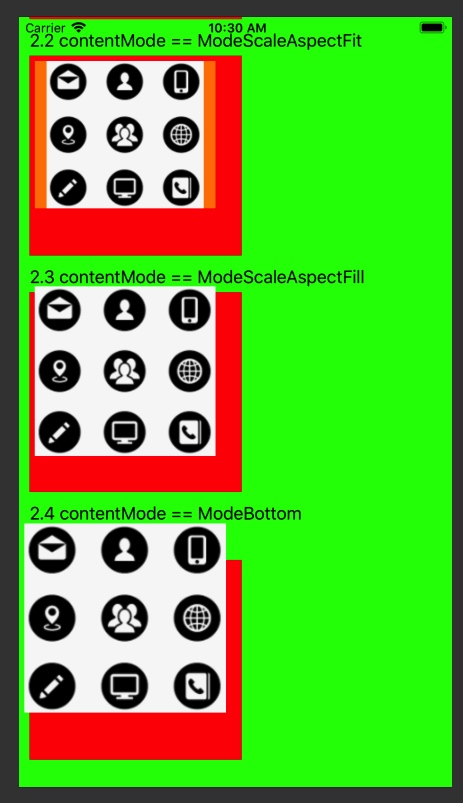 Carrier 10:30 AM
2.2 contentMode == ModeScaleAspectFit
2.3 contentMode == ModeScaleAspectFill
2.4 contentMode == ModeBottom